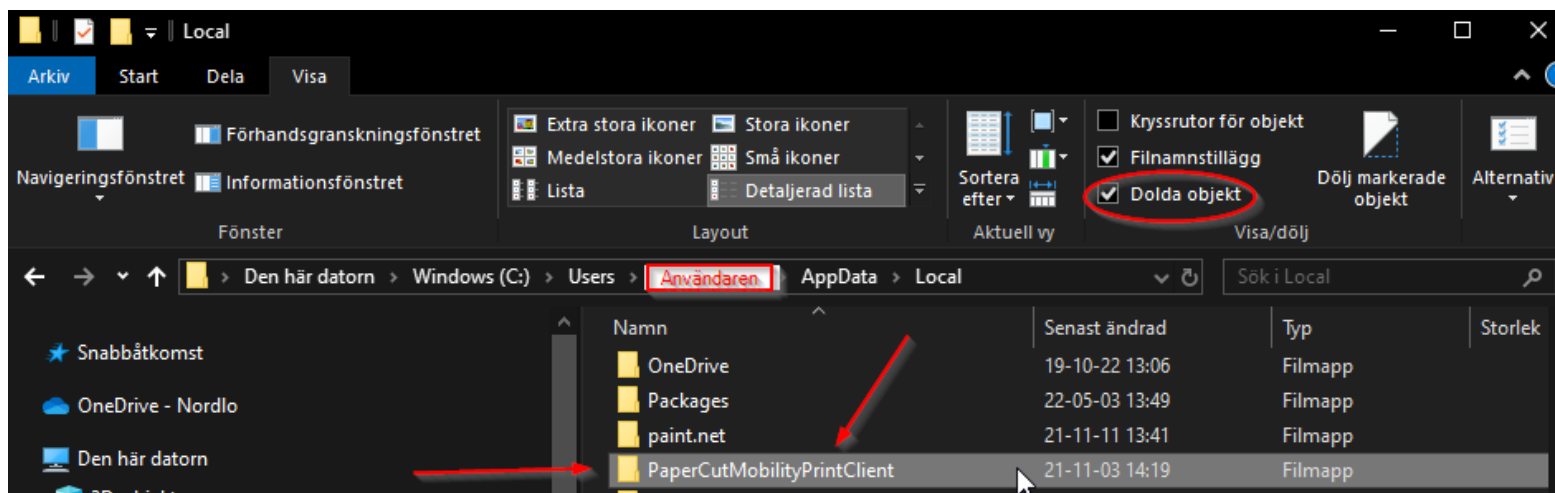 Local
Arkiv Start Dela Visa
Navigeringsfönstret
Förhandsgranskningsfönstret
Informationsfönstret
Fönster
Extra stora ikoner Stora ikoner
Medelstora ikoner Små ikoner
Lista Detaljerad lista
Layout
Sortera
efter
Aktuell vy
Kryssrutor för objekt
Filnamnstillägg
Dolda objekt
Dölj markerade
objekt
Visa/dölj
Alternativ
Den här datorn > Windows (C:) > Users > Användaren > AppData > Local
Sök i Local
Snabbåtkomst
OneDrive - Nordlo
Den här datorn
Namn Senast ändrad Typ Storlek
OneDrive 19-10-22 13:06 Filmapp
Packages 22-05-03 13:49 Filmapp
paint.net 21-11-11 13:41 Filmapp
PaperCutMobilityPrintClient 21-11-03 14:19 Filmapp